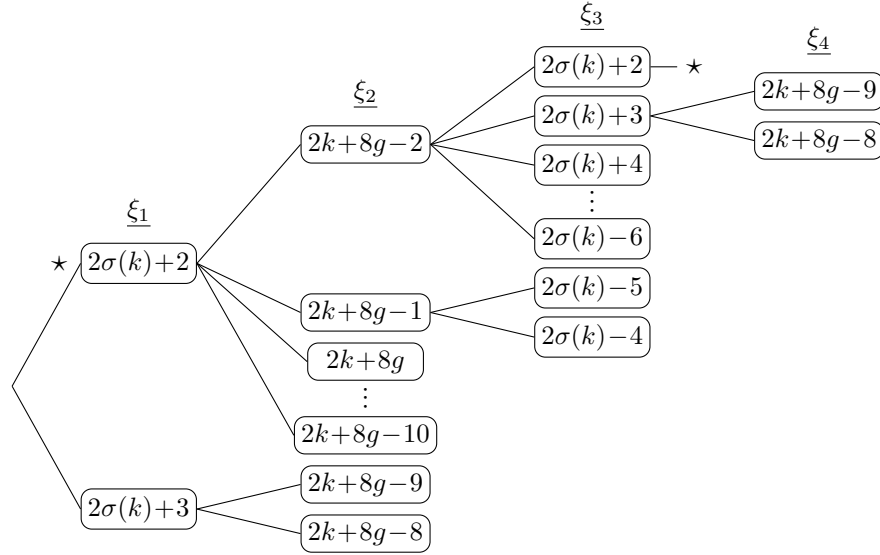 ξ₁
⋆
2σ(k)+2
2σ(k)+3
ξ₂
2k+8g−2
2k+8g−1
2k+8g
⋮
2k+8g−10
2k+8g−9
2k+8g−8
ξ₃
2σ(k)+2
⋆
2σ(k)+3
2σ(k)+4
⋮
2σ(k)−6
2σ(k)−5
2σ(k)−4
ξ₄
2k+8g−9
2k+8g−8